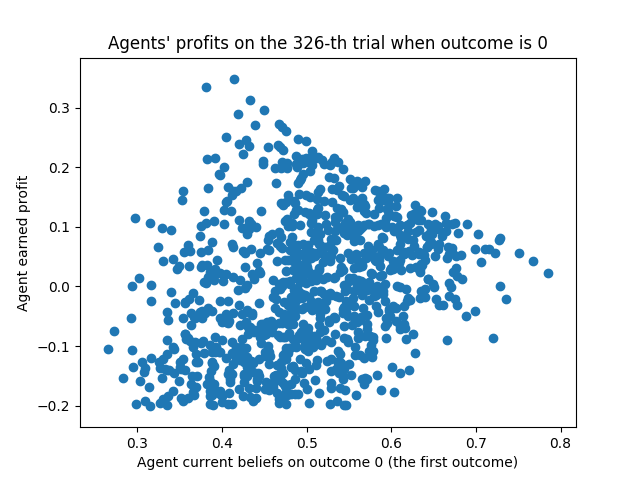 Agents' profits on the 326-th trial when outcome is 0
0.3
0.2
0.1
0.0
−0.1
−0.2
Agent earned profit
0.3 0.4 0.5 0.6 0.7 0.8
Agent current beliefs on outcome 0 (the first outcome)